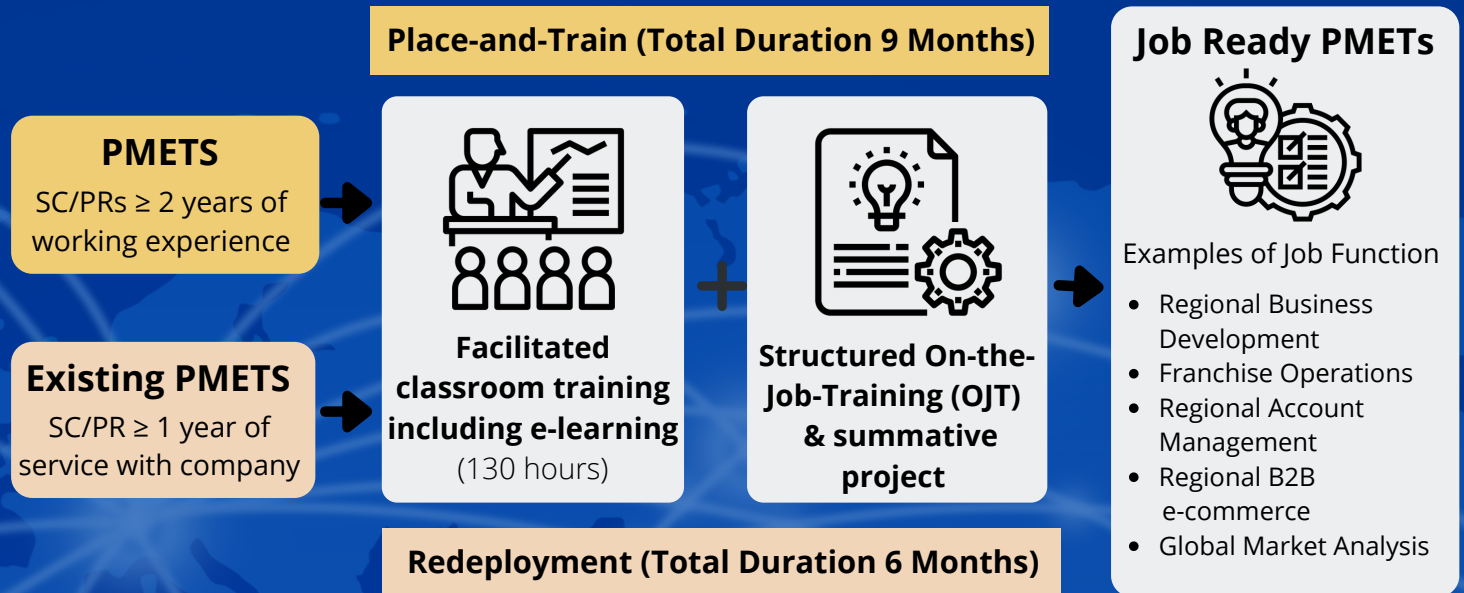 Place-and-Train (Total Duration 9 Months)
PMETS
SC/PRs ≥ 2 years of
working experience
Existing PMETS
SC/PR ≥ 1 year of
service with company
Facilitated
classroom training
including e-learning
(130 hours)
+
Structured On-the-
Job-Training (OJT)
& summative
project
Redeployment (Total Duration 6 Months)
Job Ready PMETs
Examples of Job Function
• Regional Business
Development
• Franchise Operations
• Regional Account
Management
• Regional B2B
e-commerce
• Global Market Analysis